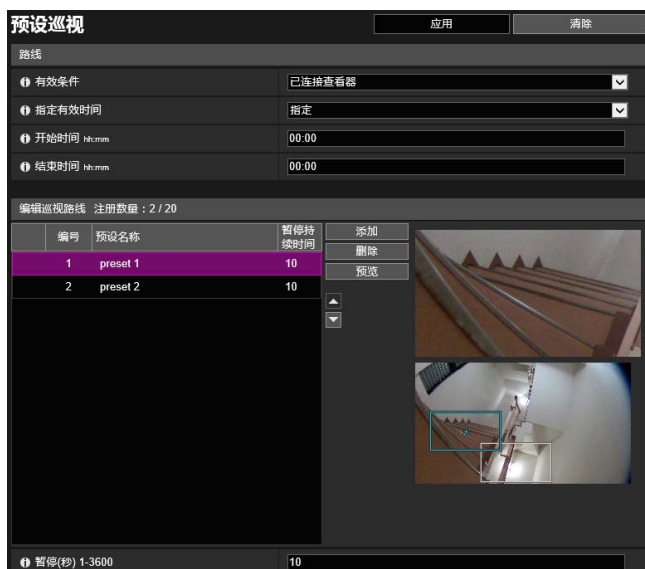 预设巡视
应用
清除
路线
有效条件 已连接查看器
指定有效时间 指定
开始时间 hh:mm 00:00
结束时间 hh:mm 00:00
编辑巡视路线 注册数量：2 / 20
编号 预设名称 暂停持续时间
1 preset 1 10
2 preset 2 10
添加
删除
预览
暂停(秒) 1-3600 10